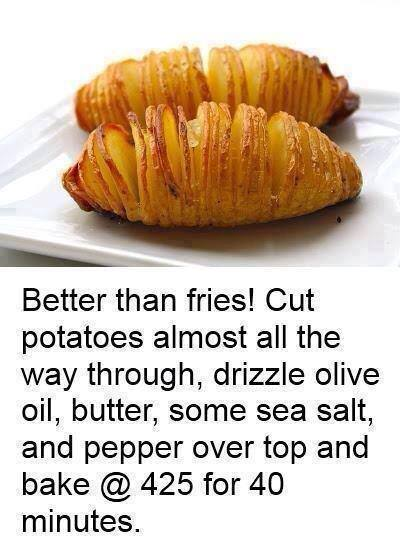 Better than fries! Cut
potatoes almost all the
way through, drizzle olive
oil, butter, some sea salt,
and pepper over top and
bake @ 425 for 40
minutes.